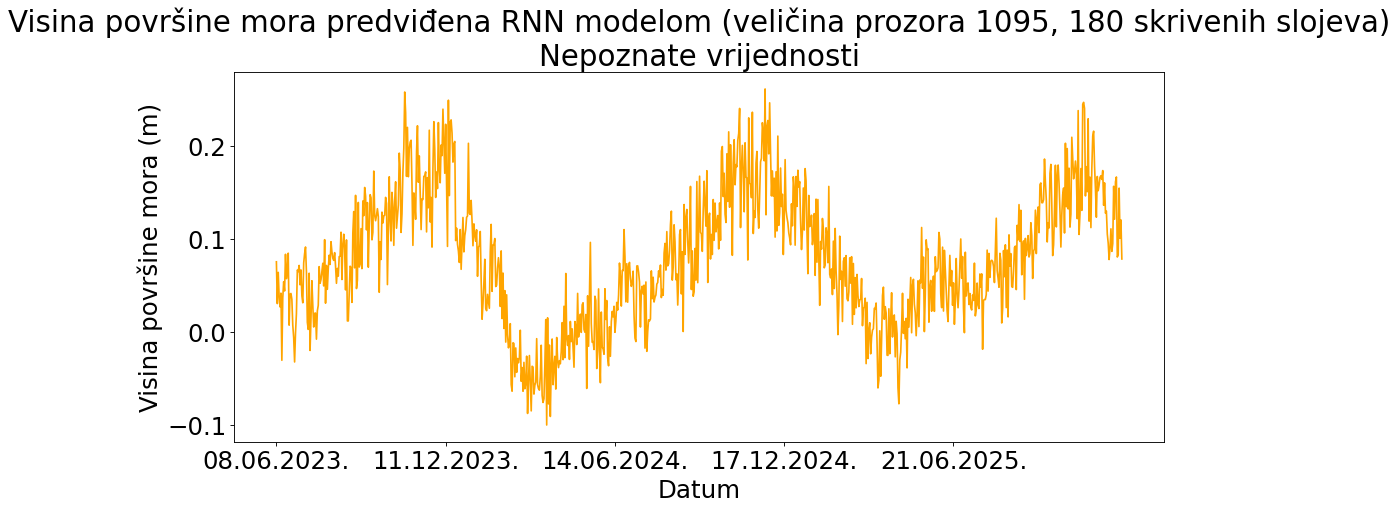 Visina površine mora predviđena RNN modelom (veličina prozora 1095, 180 skrivenih slojeva)
Nepoznate vrijednosti
Visina površine mora (m)
0.2
0.1
0.0
−0.1
08.06.2023. 11.12.2023. 14.06.2024. 17.12.2024. 21.06.2025.
Datum